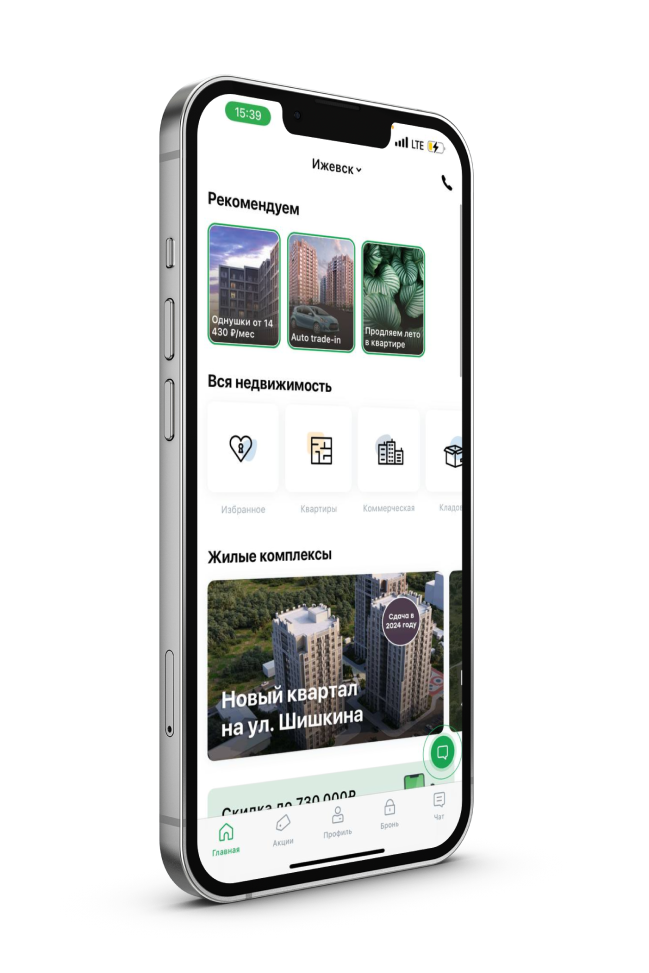 15:39
LTE
Ижевск
Рекомендуем
Однушки от 14
430 ₽/мес
Auto trade-in
Продляем лето
в квартире
Вся недвижимость
Избранное
Квартиры
Коммерческая
Жилые комплексы
Сдача в
2024 году
Новый квартал
на ул. Шишкина
Скидка до 730 000₽
Главная
Акции
Профиль
Бронь
Чат